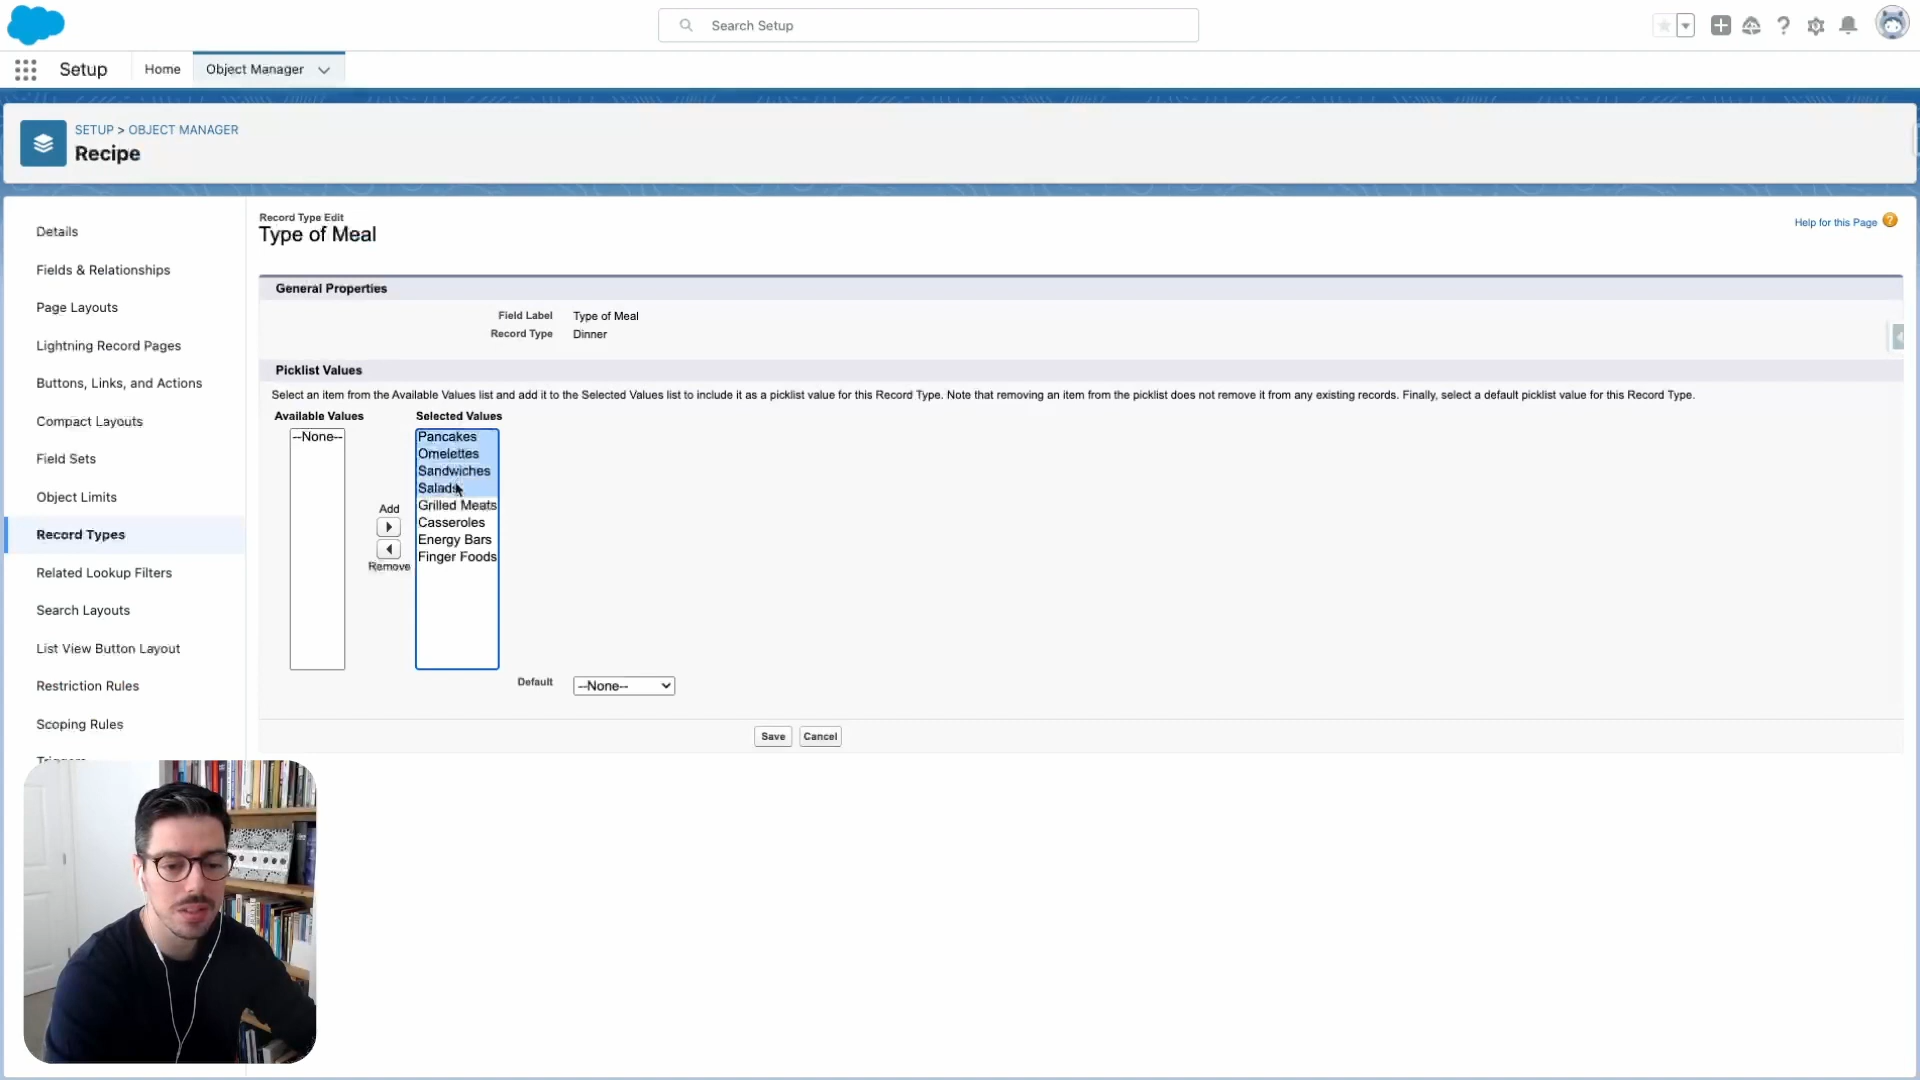 Search Setup
Setup
Home
Object Manager
SETUP > OBJECT MANAGER
Recipe
Details
Fields & Relationships
Page Layouts
Lightning Record Pages
Buttons, Links, and Actions
Compact Layouts
Field Sets
Object Limits
Record Types
Related Lookup Filters
Search Layouts
List View Button Layout
Restriction Rules
Scoping Rules
Triggers
Record Type Edit
Type of Meal
Help for this Page ?
General Properties
Field Label Type of Meal
Record Type Dinner
Picklist Values
Select an item from the Available Values list and add it to the Selected Values list to include it as a picklist value for this Record Type. Note that removing an item from the picklist does not remove it from any existing records. Finally, select a default picklist value for this Record Type.
Available Values
--None--
Add
Remove
Selected Values
Pancakes
Omelettes
Sandwiches
Salads
Grilled Meats
Casseroles
Energy Bars
Finger Foods
Default --None--
Save Cancel